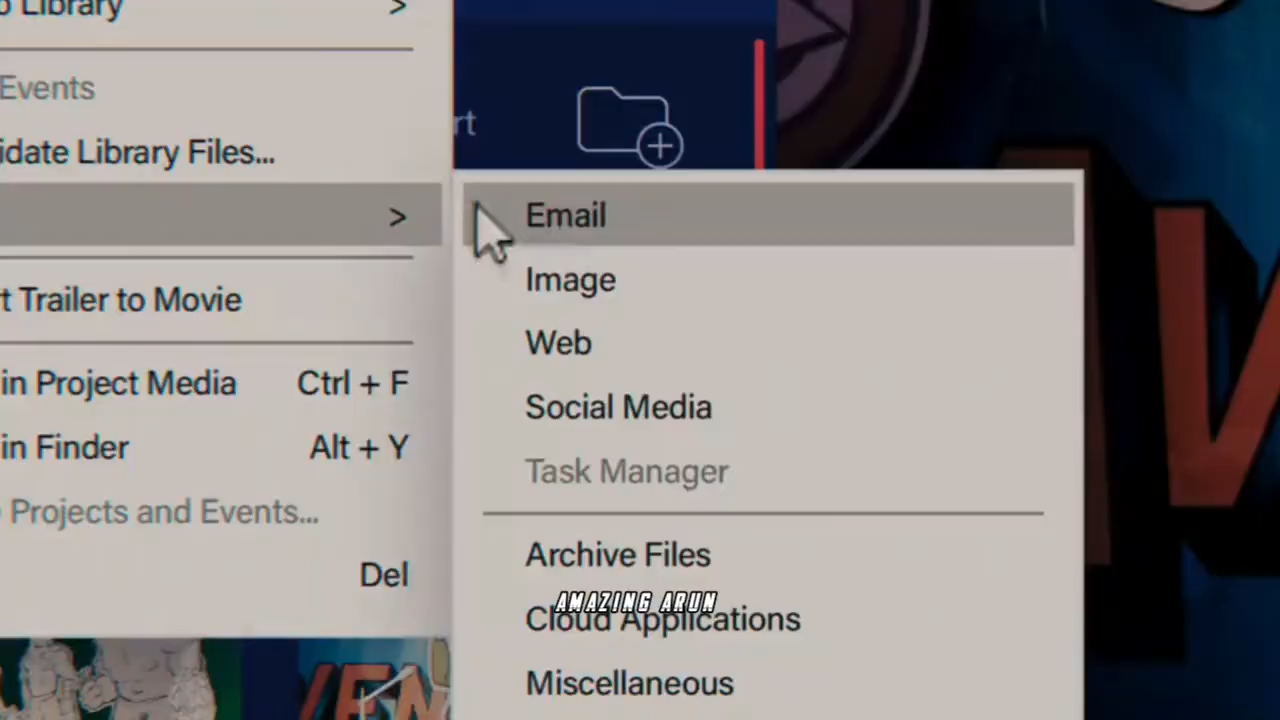 o Library >
Events
idate Library Files...
>
t Trailer to Movie
in Project Media Ctrl + F
in Finder Alt + Y
Projects and Events...
Del
rt
Email
Image
Web
Social Media
Task Manager
Archive Files
AMAZING ARUN
Cloud Applications
Miscellaneous